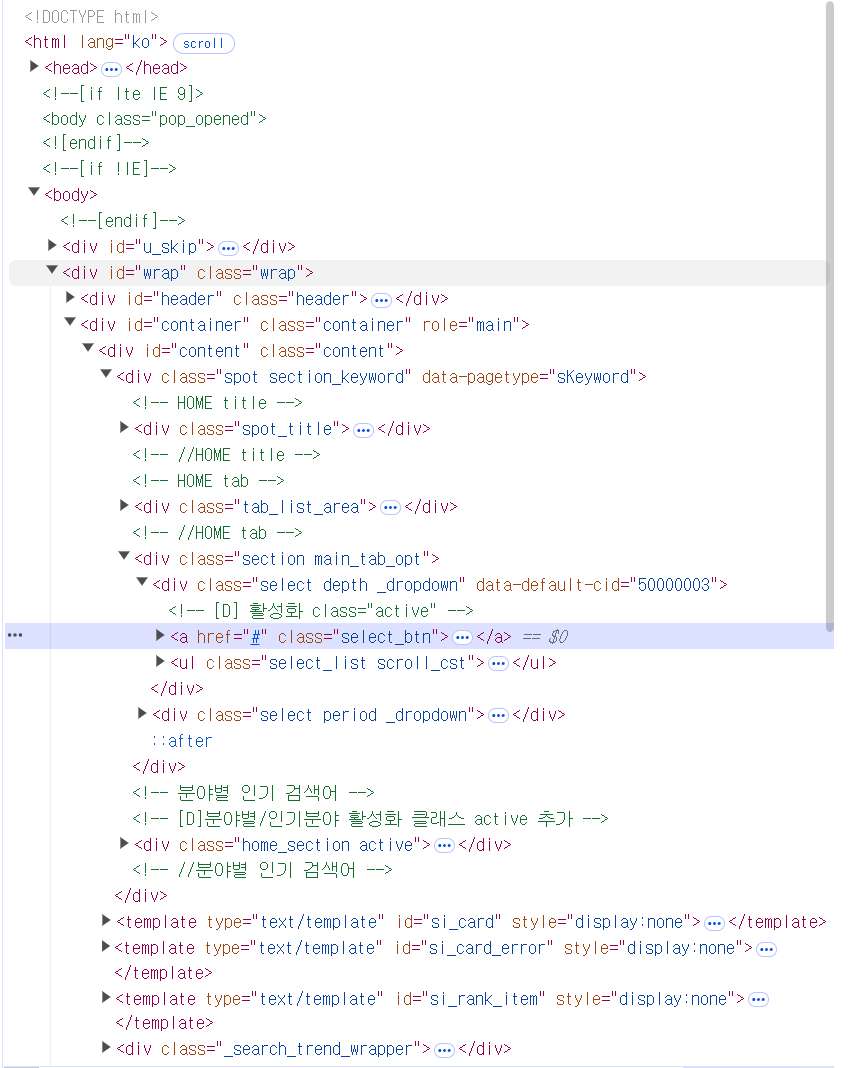 <!DOCTYPE html>
<html lang="ko"> scroll
<head> ••• </head>
<!--[if lte IE 9]>
<body class="pop_opened">
<![endif]-->
<!--[if !IE]-->
<body>
<!--[endif]-->
<div id="u_skip"> ••• </div>
<div id="wrap" class="wrap">
<div id="header" class="header"> ••• </div>
<div id="container" class="container" role="main">
<div id="content" class="content">
<div class="spot section_keyword" data-pagetype="sKeyword">
<!-- HOME title -->
<div class="spot_title"> ••• </div>
<!-- //HOME title -->
<!-- HOME tab -->
<div class="tab_list_area"> ••• </div>
<!-- //HOME tab -->
<div class="section main_tab_opt">
<div class="select depth _dropdown" data-default-cid="50000003">
<!-- [D] 활성화 class="active" -->
••• <a href="#" class="select_btn"> ••• </a> == $0
<ul class="select_list scroll_cst"> ••• </ul>
</div>
<div class="select period _dropdown"> ••• </div>
::after
</div>
<!-- 분야별 인기 검색어 -->
<!-- [D]분야별/인기분야 활성화 클래스 active 추가 -->
<div class="home_section active"> ••• </div>
<!-- //분야별 인기 검색어 -->
</div>
<template type="text/template" id="si_card" style="display:none"> ••• </template>
<template type="text/template" id="si_card_error" style="display:none"> •••
</template>
<template type="text/template" id="si_rank_item" style="display:none"> •••
</template>
<div class="_search_trend_wrapper"> ••• </div>